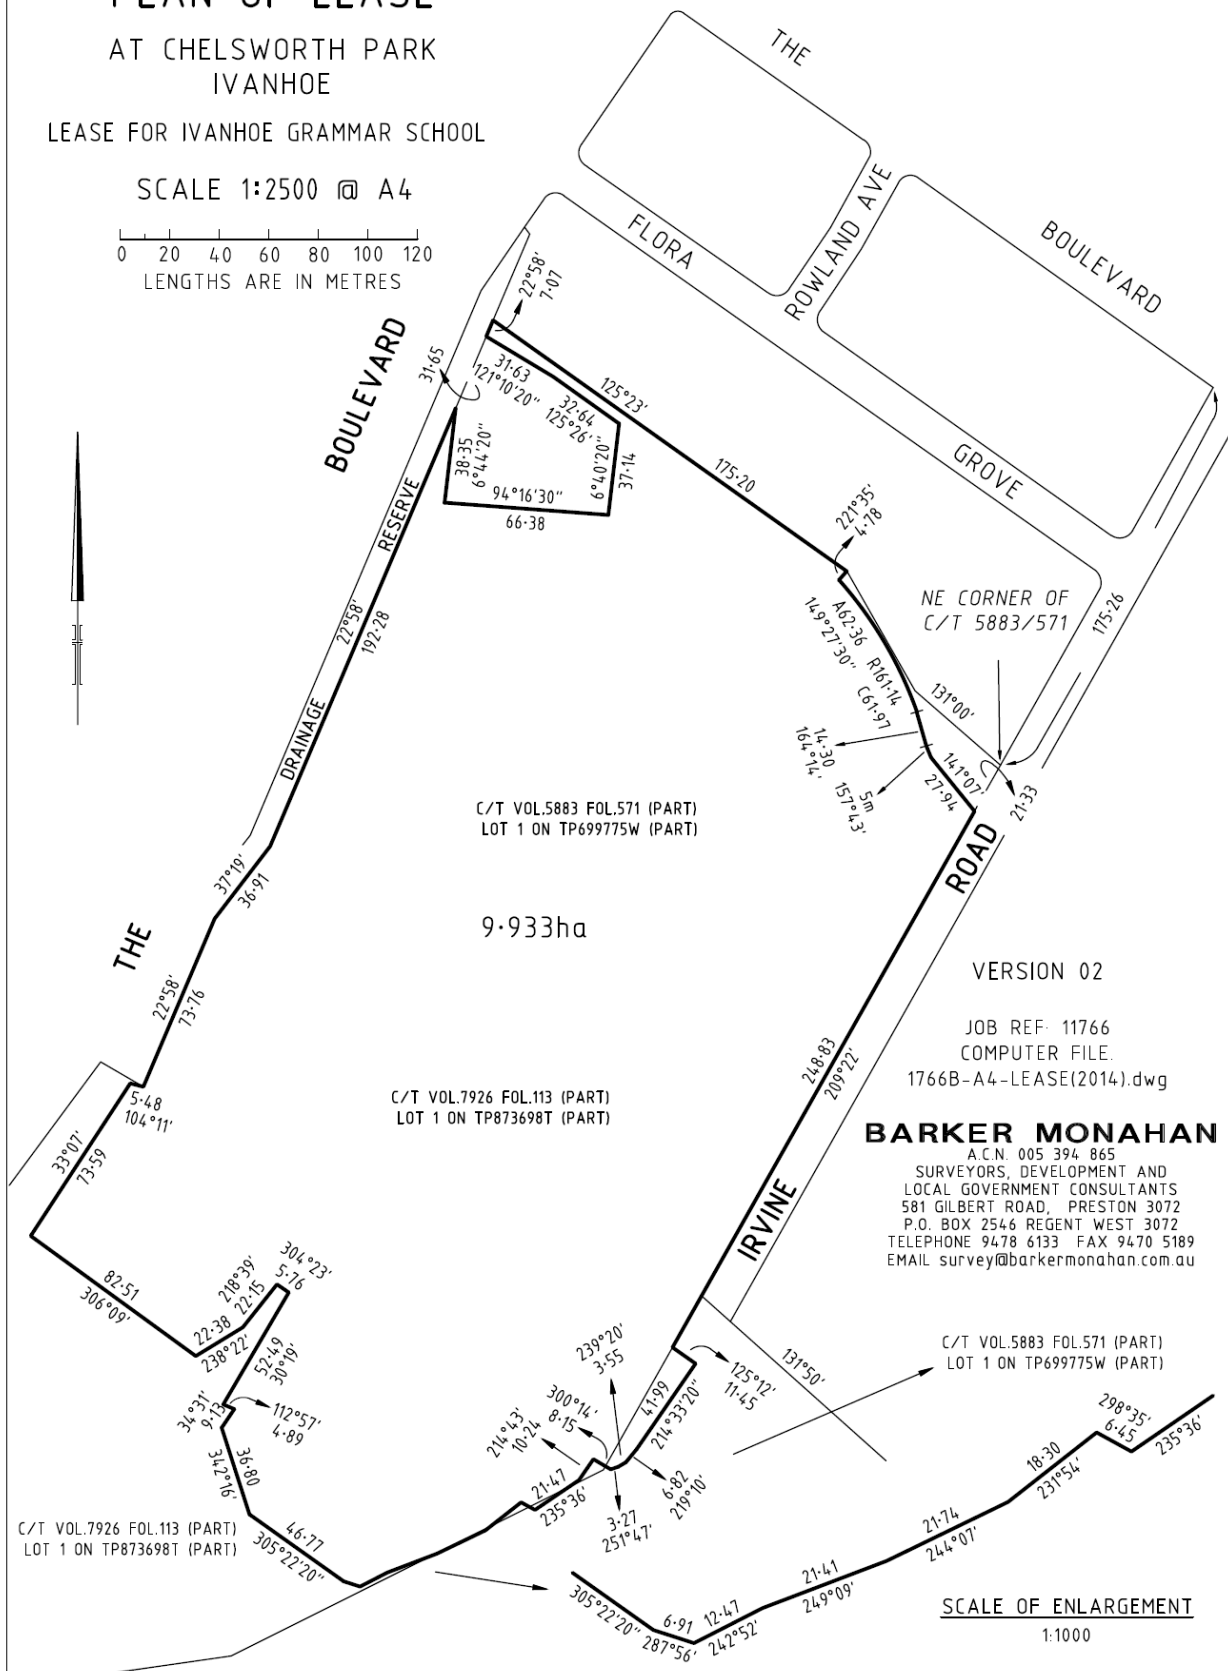 PLAN OF LEASE
AT CHELSWORTH PARK
IVANHOE
LEASE FOR IVANHOE GRAMMAR SCHOOL
SCALE 1:2500 @ A4
0 20 40 60 80 100 120
LENGTHS ARE IN METRES
THE
BOULEVARD
FLORA
GROVE
ROWLAND AVE
BOULEVARD
THE
22°58'
7·07
31·65
31·63
121°10'20"
32·64
125°26'
125°23'
175·20
38·35
6°44'20"
94°16'30"
66·38
6°40'20"
37·14
221°35'
4·78
NE CORNER OF
C/T 5883/571
175·26
A62·36 R161·14 C61·97
149°27'30"
131°00'
14·30
164°14'
5m
157°43'
141°07'
27·94
21·33
DRAINAGE RESERVE
22°58'
192·28
C/T VOL.5883 FOL.571 (PART)
LOT 1 ON TP699775W (PART)
37°19'
36·91
9·933ha
22°58'
73·76
IRVINE ROAD
248·83
209°22'
VERSION 02
JOB REF: 11766
COMPUTER FILE.
1766B-A4-LEASE(2014).dwg
C/T VOL.7926 FOL.113 (PART)
LOT 1 ON TP873698T (PART)
5·48
104°11'
33°07'
73·59
BARKER MONAHAN
A.C.N. 005 394 865
SURVEYORS, DEVELOPMENT AND
LOCAL GOVERNMENT CONSULTANTS
581 GILBERT ROAD, PRESTON 3072
P.O. BOX 2546 REGENT WEST 3072
TELEPHONE 9478 6133 FAX 9470 5189
EMAIL survey@barkermonahan.com.au
82·51
306°09'
22·38
238°22'
218°39'
22·15
304°23'
5·76
52·49
30°19'
34°31'
9·13
112°57'
4·89
36·80
342°16'
46·77
305°22'20"
C/T VOL.7926 FOL.113 (PART)
LOT 1 ON TP873698T (PART)
239°20'
3·55
300°14'
8·15
214°43'
10·24
21·47
235°36'
3·27
251°47'
6·82
219°10'
41·99
214°33'20"
125°12'
11·45
131°50'
C/T VOL.5883 FOL.571 (PART)
LOT 1 ON TP699775W (PART)
298°35'
6·45
235°36'
18·30
231°54'
21·74
244°07'
21·41
249°09'
12·47
242°52'
6·91
287°56'
305°22'20"
SCALE OF ENLARGEMENT
1:1000